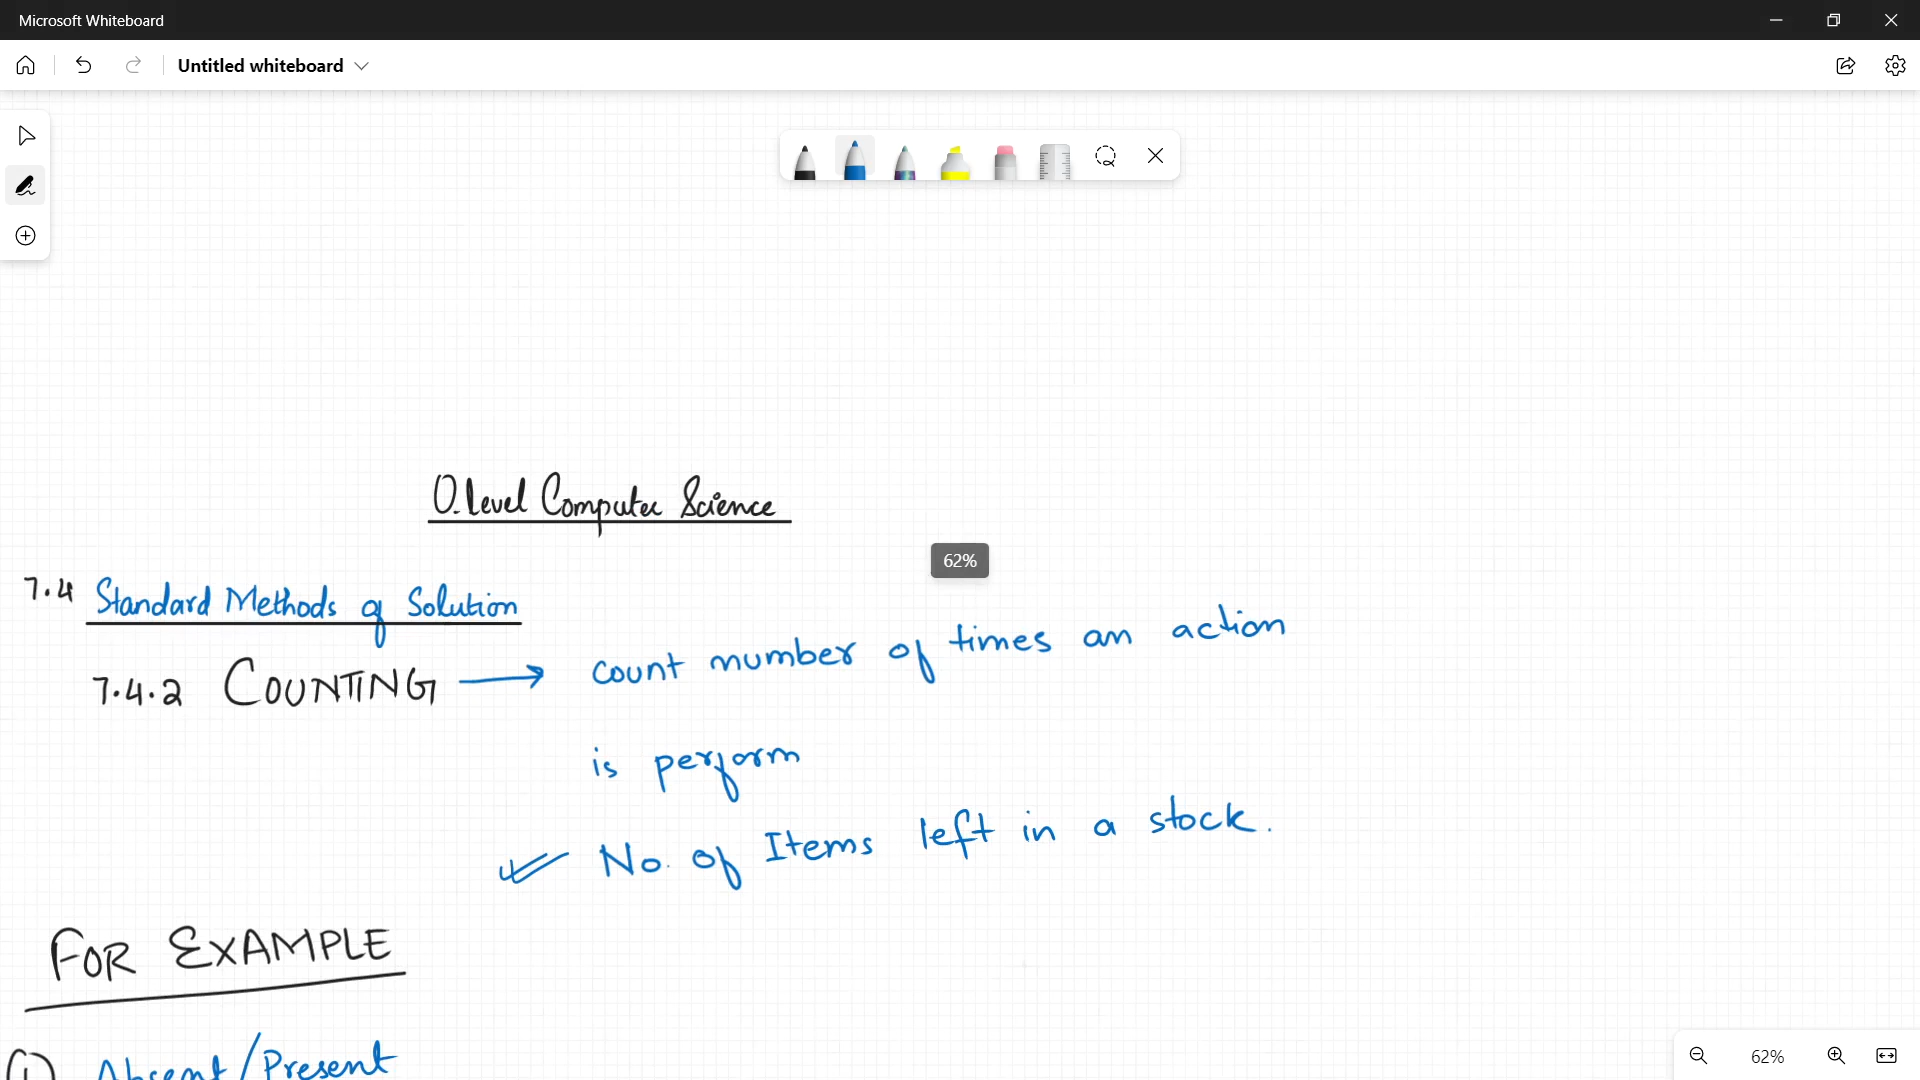 Microsoft Whiteboard
Untitled whiteboard
O.level Computer Science
62%
7.4 Standard Methods of Solution
7.4.2 COUNTING → count number of times an action
is perform
No. of Items left in a stock.
FOR EXAMPLE
(1) Absent/Present
62%